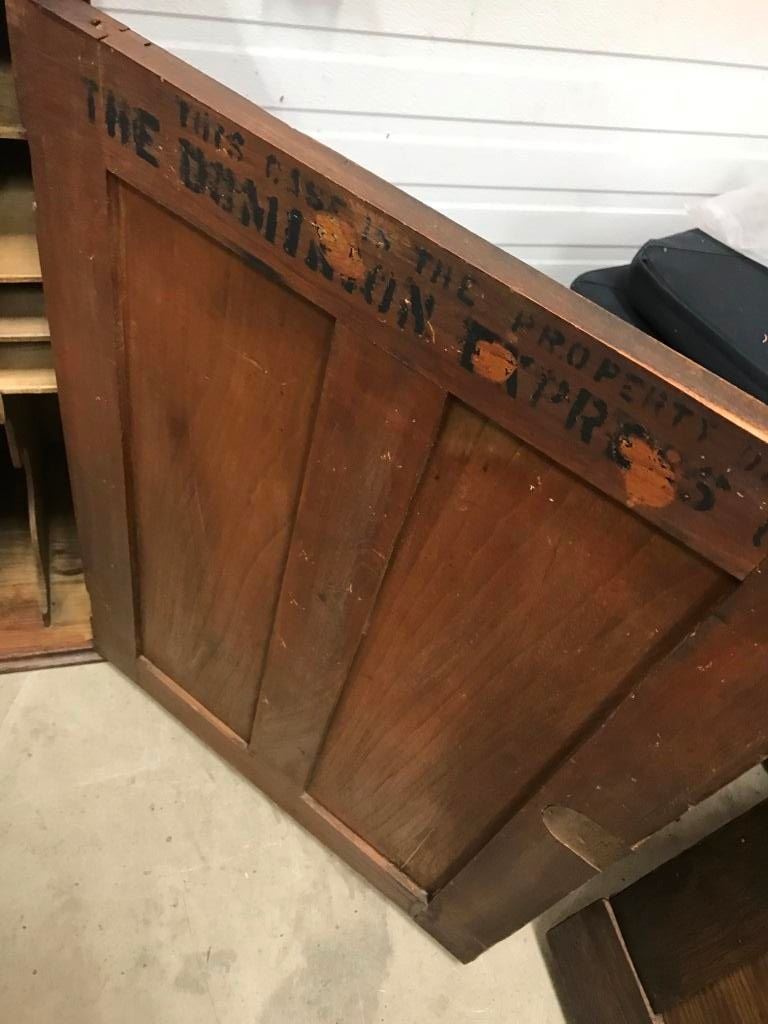 THIS CASE IS THE PROPERTY
THE DOMINION EXPRESS